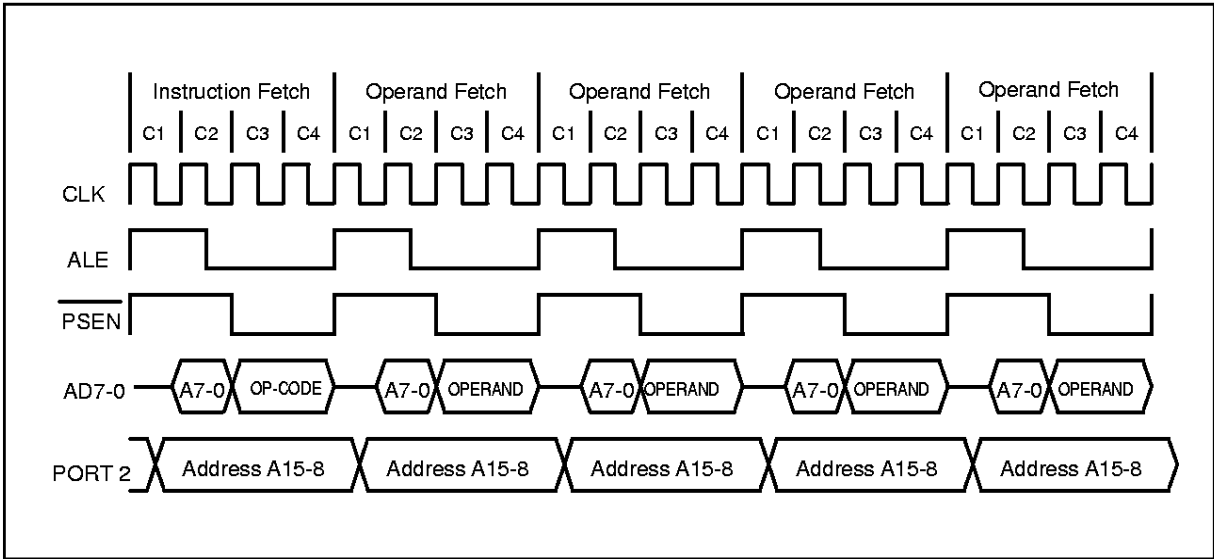 Instruction Fetch Operand Fetch Operand Fetch Operand Fetch Operand Fetch
C1 C2 C3 C4 C1 C2 C3 C4 C1 C2 C3 C4 C1 C2 C3 C4 C1 C2 C3 C4
CLK
ALE
PSEN
AD7-0 A7-0 OP-CODE A7-0 OPERAND A7-0 OPERAND A7-0 OPERAND A7-0 OPERAND
PORT 2 Address A15-8 Address A15-8 Address A15-8 Address A15-8 Address A15-8